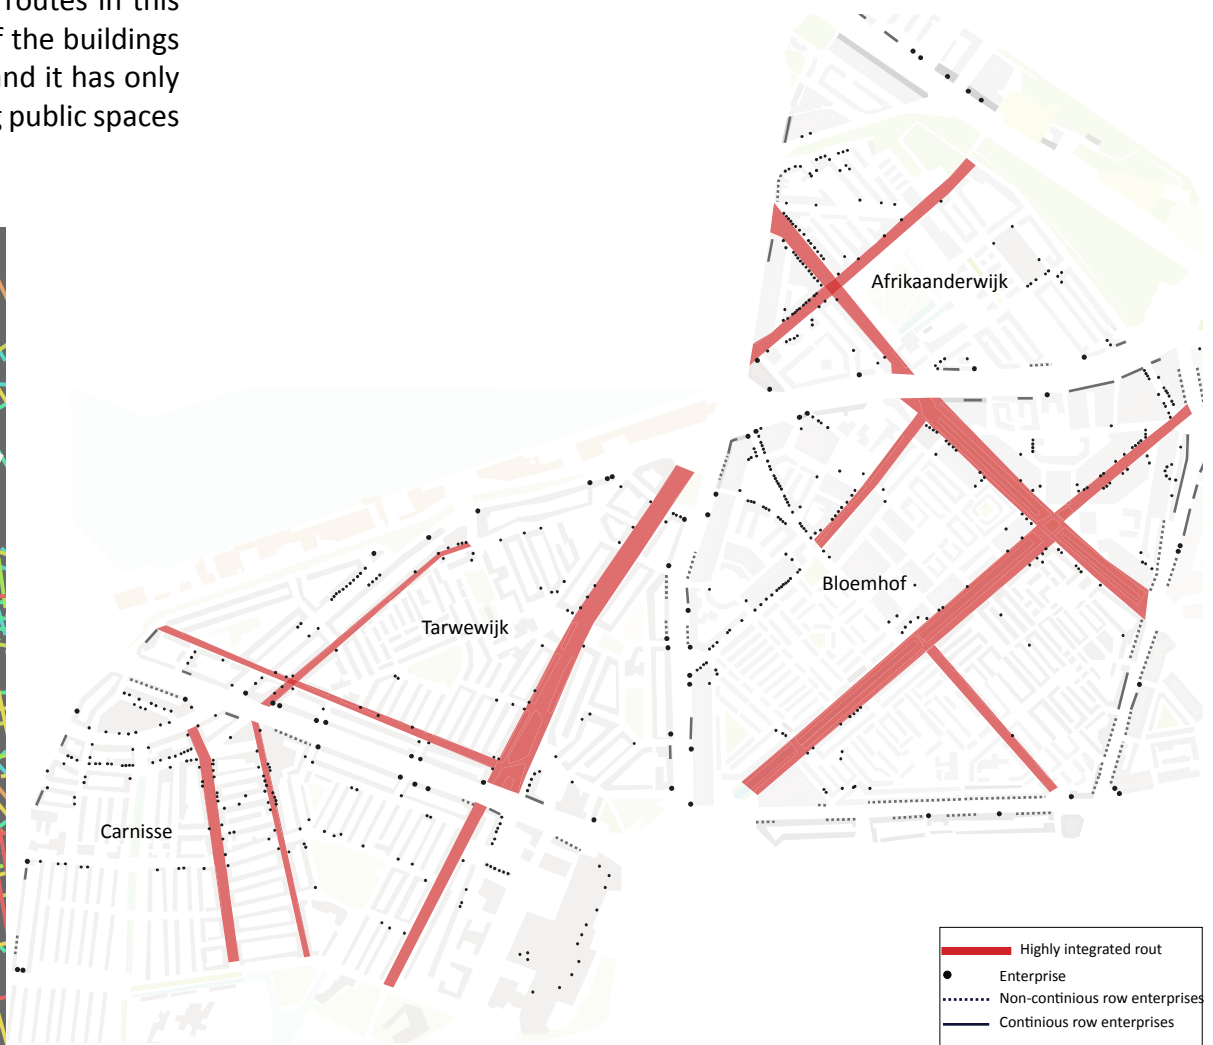 routes in this
f the buildings
and it has only
g public spaces
Afrikaanderwijk
Bloemhof
Tarwewijk
Carnisse
Highly integrated rout
Enterprise
Non-continious row enterprises
Continious row enterprises